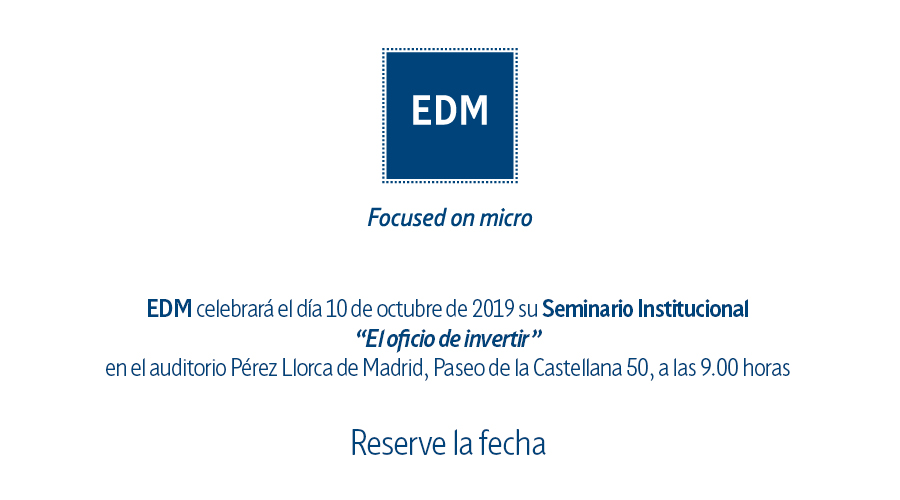 EDM
Focused on micro
EDM celebrará el día 10 de octubre de 2019 su Seminario Institucional
“El oficio de invertir”
en el auditorio Pérez Llorca de Madrid, Paseo de la Castellana 50, a las 9.00 horas
Reserve la fecha